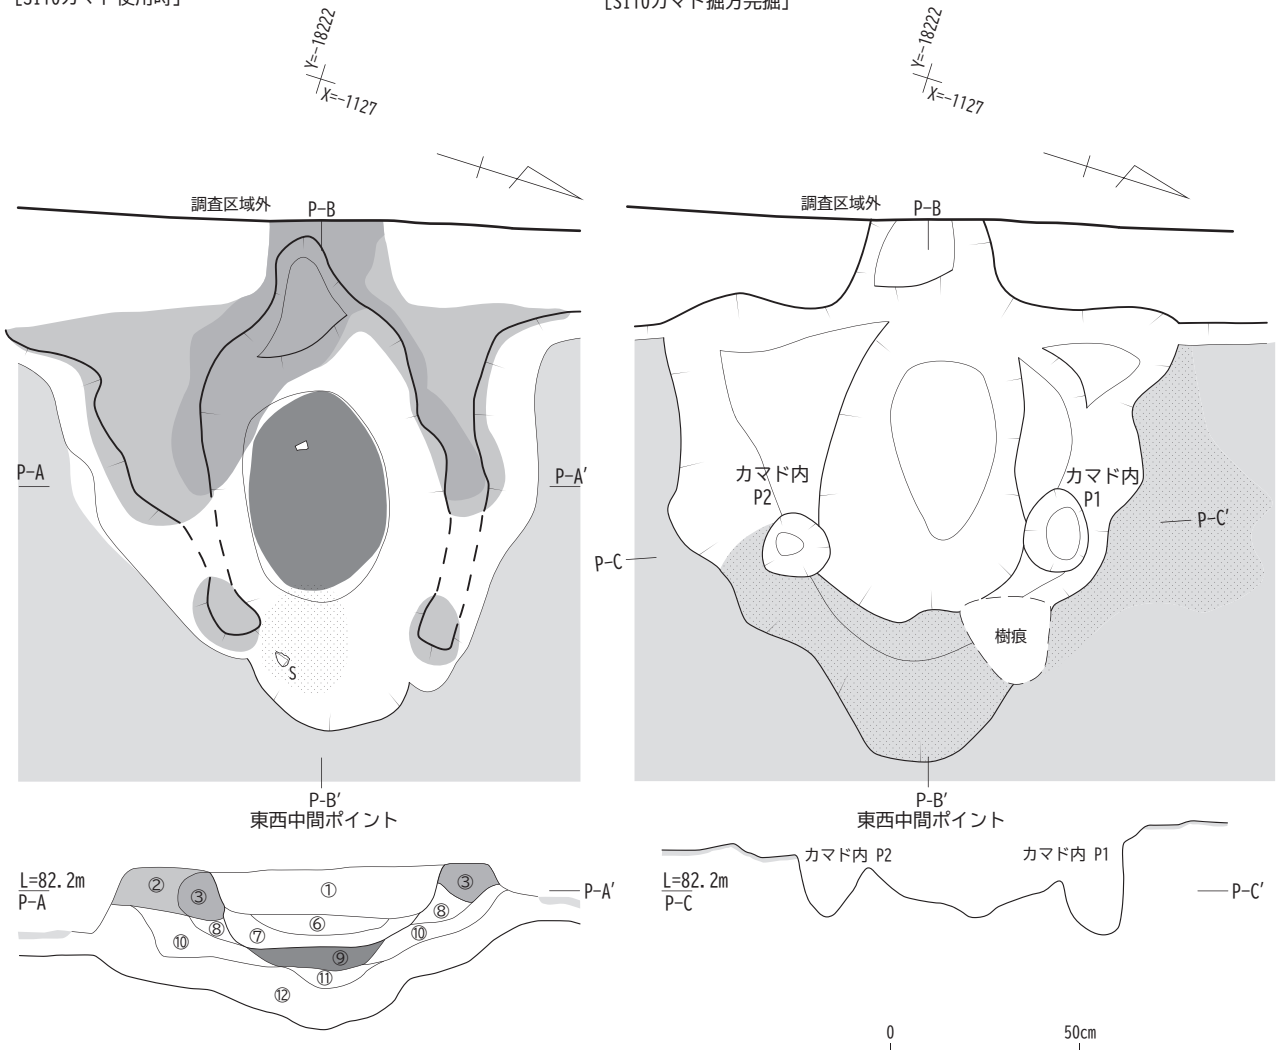 Y=-18222
X=-1127
Y=-18222
X=-1127
調査区域外
P-B
調査区域外
P-B
P-A
P-A′
カマド内
P2
カマド内
P1
P-C
P-C′
S
樹痕
P-B′
東西中間ポイント
P-B′
東西中間ポイント
L=82.2m
P-A
P-A′
②
③
①
③
⑧
⑥
⑧
⑩
⑦
⑩
⑨
⑪
⑫
カマド内 P2
カマド内 P1
L=82.2m
P-C
P-C′
0
50cm